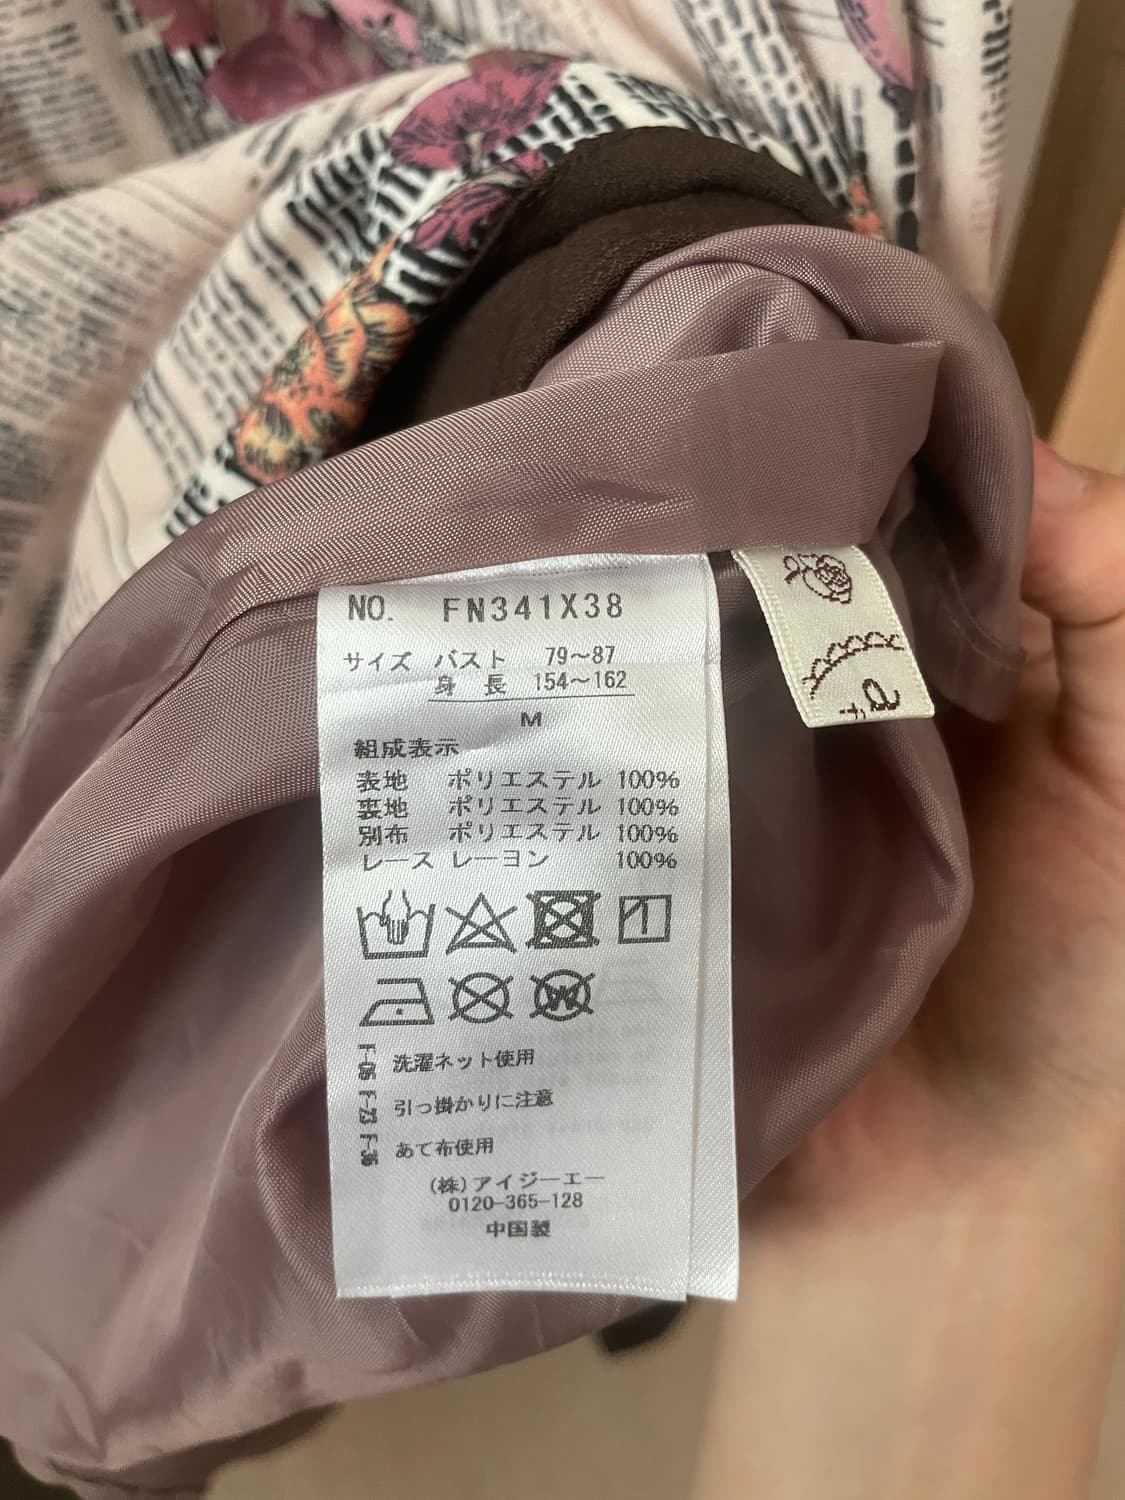 NO. FN341X38
サイズ バスト 79〜87
身 長 154〜162
M
組成表示
表地 ポリエステル 100%
裏地 ポリエステル 100%
別布 ポリエステル 100%
レース レーヨン 100%
F-05 洗濯ネット使用
F-23 引っ掛かりに注意
F-35 あて布使用
(株)アイジーエー
0120-365-128
中国製